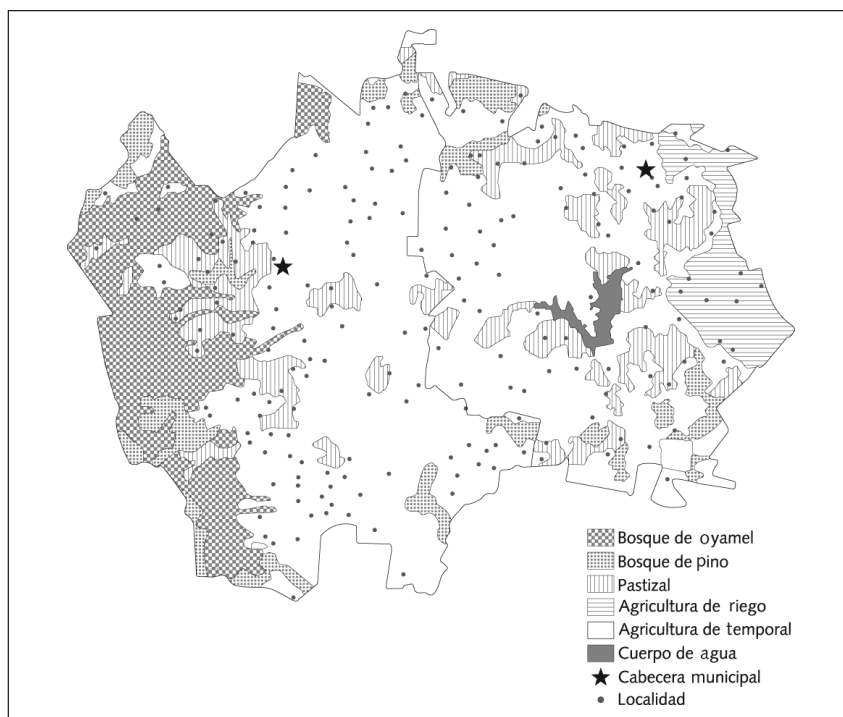 Bosque de oyamel
Bosque de pino
Pastizal
Agricultura de riego
Agricultura de temporal
Cuerpo de agua
Cabecera municipal
Localidad